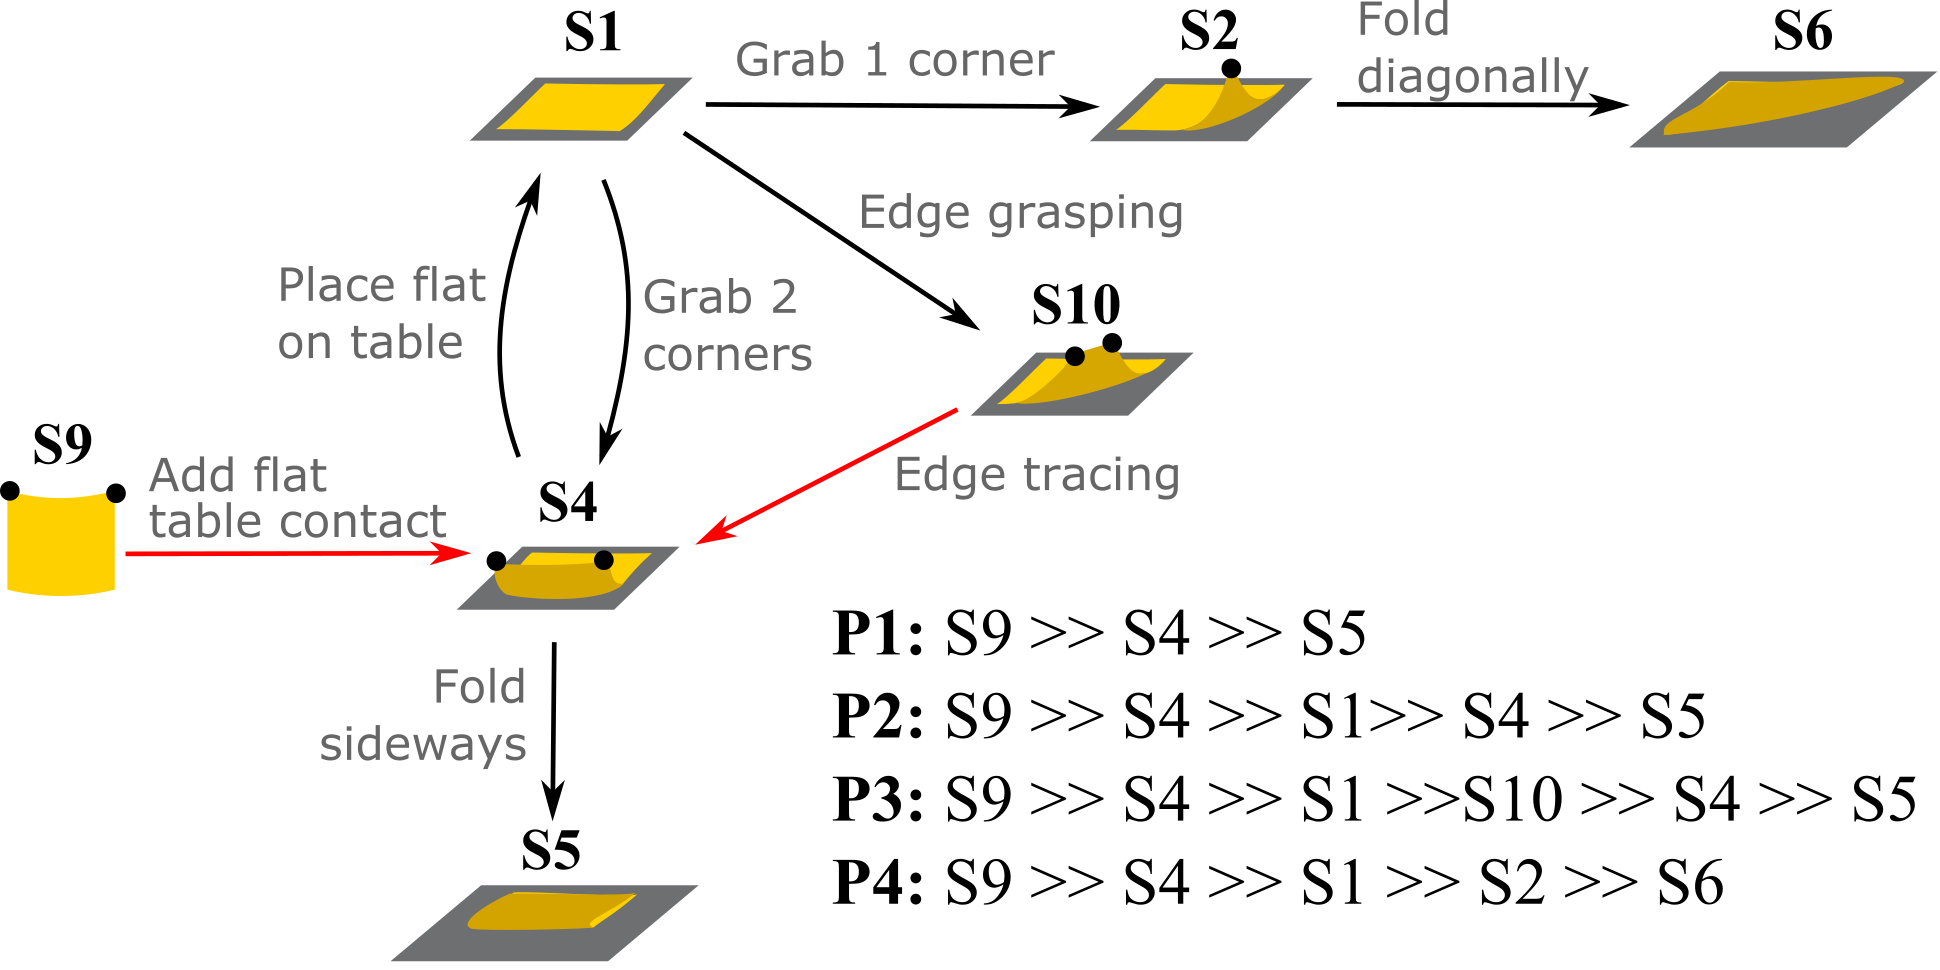 S1
Grab 1 corner
S2
Fold
diagonally
S6
Edge grasping
Place flat
on table
Grab 2
corners
S10
S9
Add flat
table contact
S4
Edge tracing
Fold
sideways
S5
P1: S9 >> S4 >> S5
P2: S9 >> S4 >> S1>> S4 >> S5
P3: S9 >> S4 >> S1 >>S10 >> S4 >> S5
P4: S9 >> S4 >> S1 >> S2 >> S6